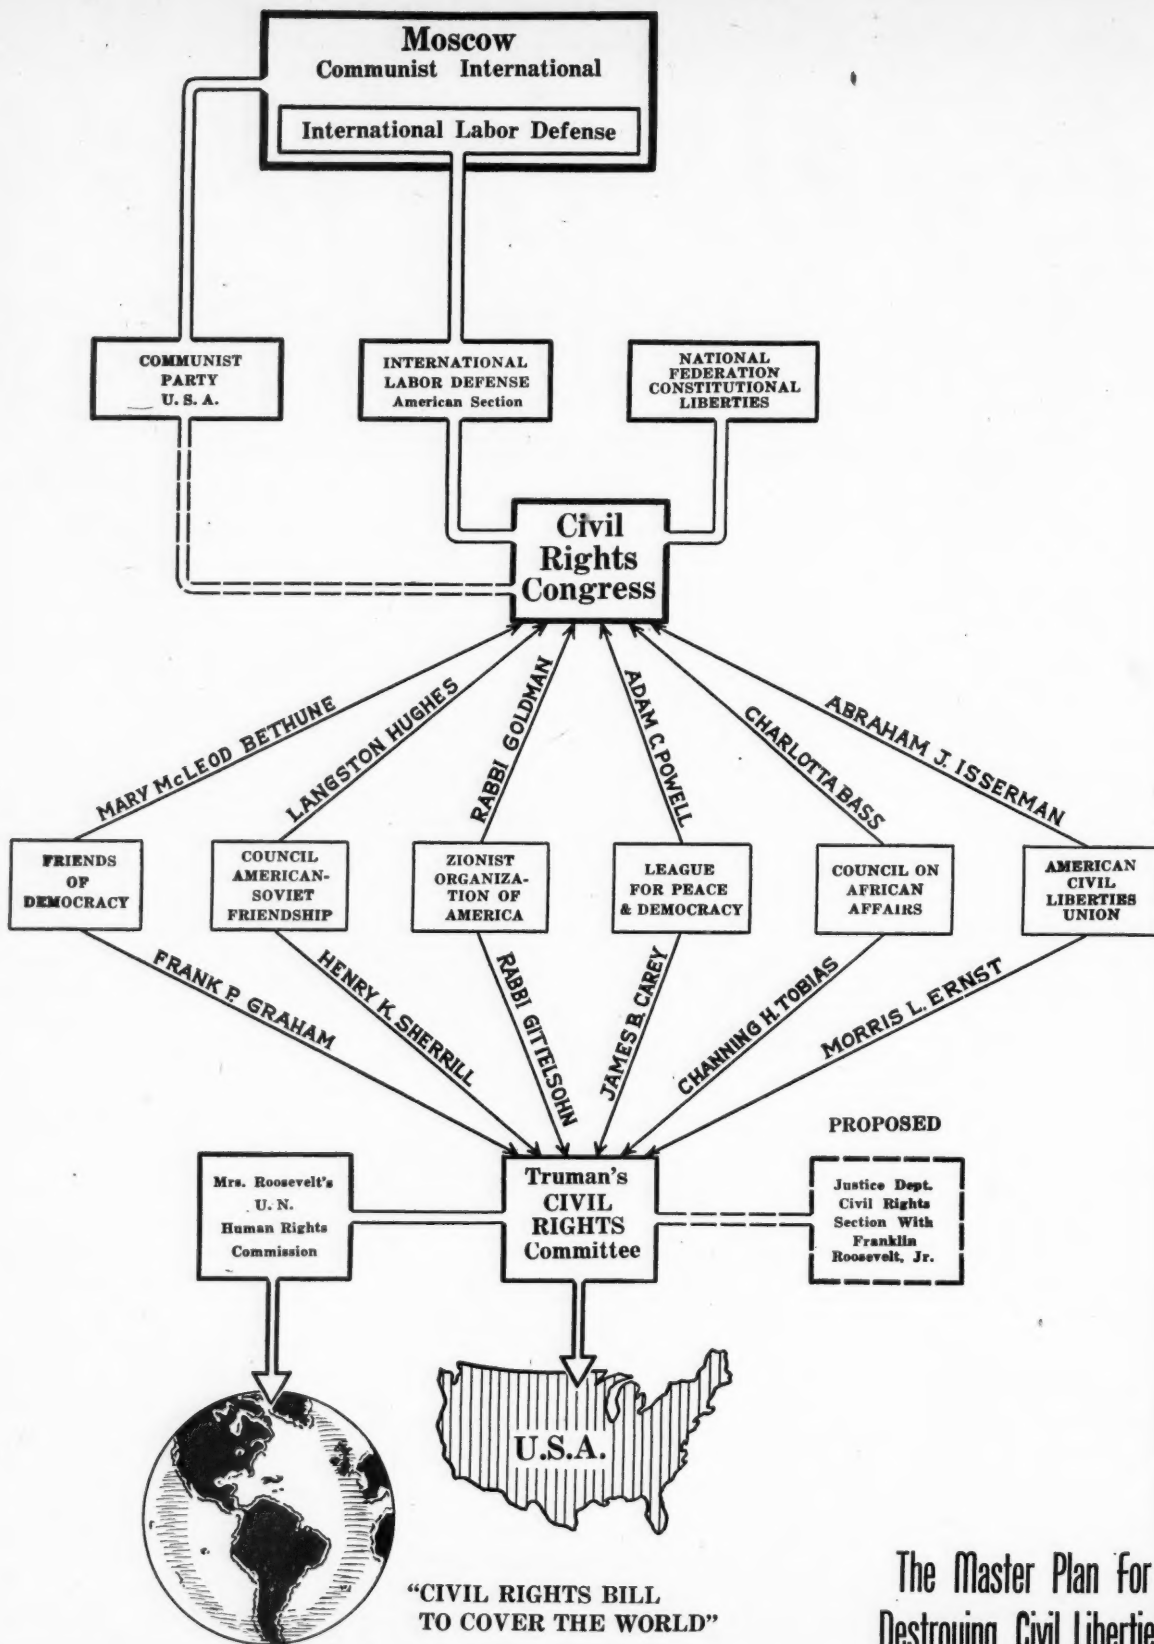 Moscow
Communist International
International Labor Defense
COMMUNIST
PARTY
U. S. A.
INTERNATIONAL
LABOR DEFENSE
American Section
NATIONAL
FEDERATION
CONSTITUTIONAL
LIBERTIES
Civil
Rights
Congress
MARY McLEOD BETHUNE
LANGSTON HUGHES
RABBI GOLDMAN
ADAM C. POWELL
CHARLOTTA BASS
ABRAHAM J. ISSERMAN
FRIENDS
OF
DEMOCRACY
COUNCIL
AMERICAN-
SOVIET
FRIENDSHIP
ZIONIST
ORGANIZA-
TION OF
AMERICA
LEAGUE
FOR PEACE
& DEMOCRACY
COUNCIL ON
AFRICAN
AFFAIRS
AMERICAN
CIVIL
LIBERTIES
UNION
FRANK P. GRAHAM
HENRY K. SHERRILL
RABBI GITTELSOHN
JAMES B. CAREY
CHANNING H. TOBIAS
MORRIS L. ERNST
Mrs. Roosevelt's
U. N.
Human Rights
Commission
Truman's
CIVIL
RIGHTS
Committee
PROPOSED
Justice Dept.
Civil Rights
Section With
Franklin
Roosevelt, Jr.
U.S.A.
"CIVIL RIGHTS BILL
TO COVER THE WORLD"
The Master Plan For
Destroying Civil Libertie